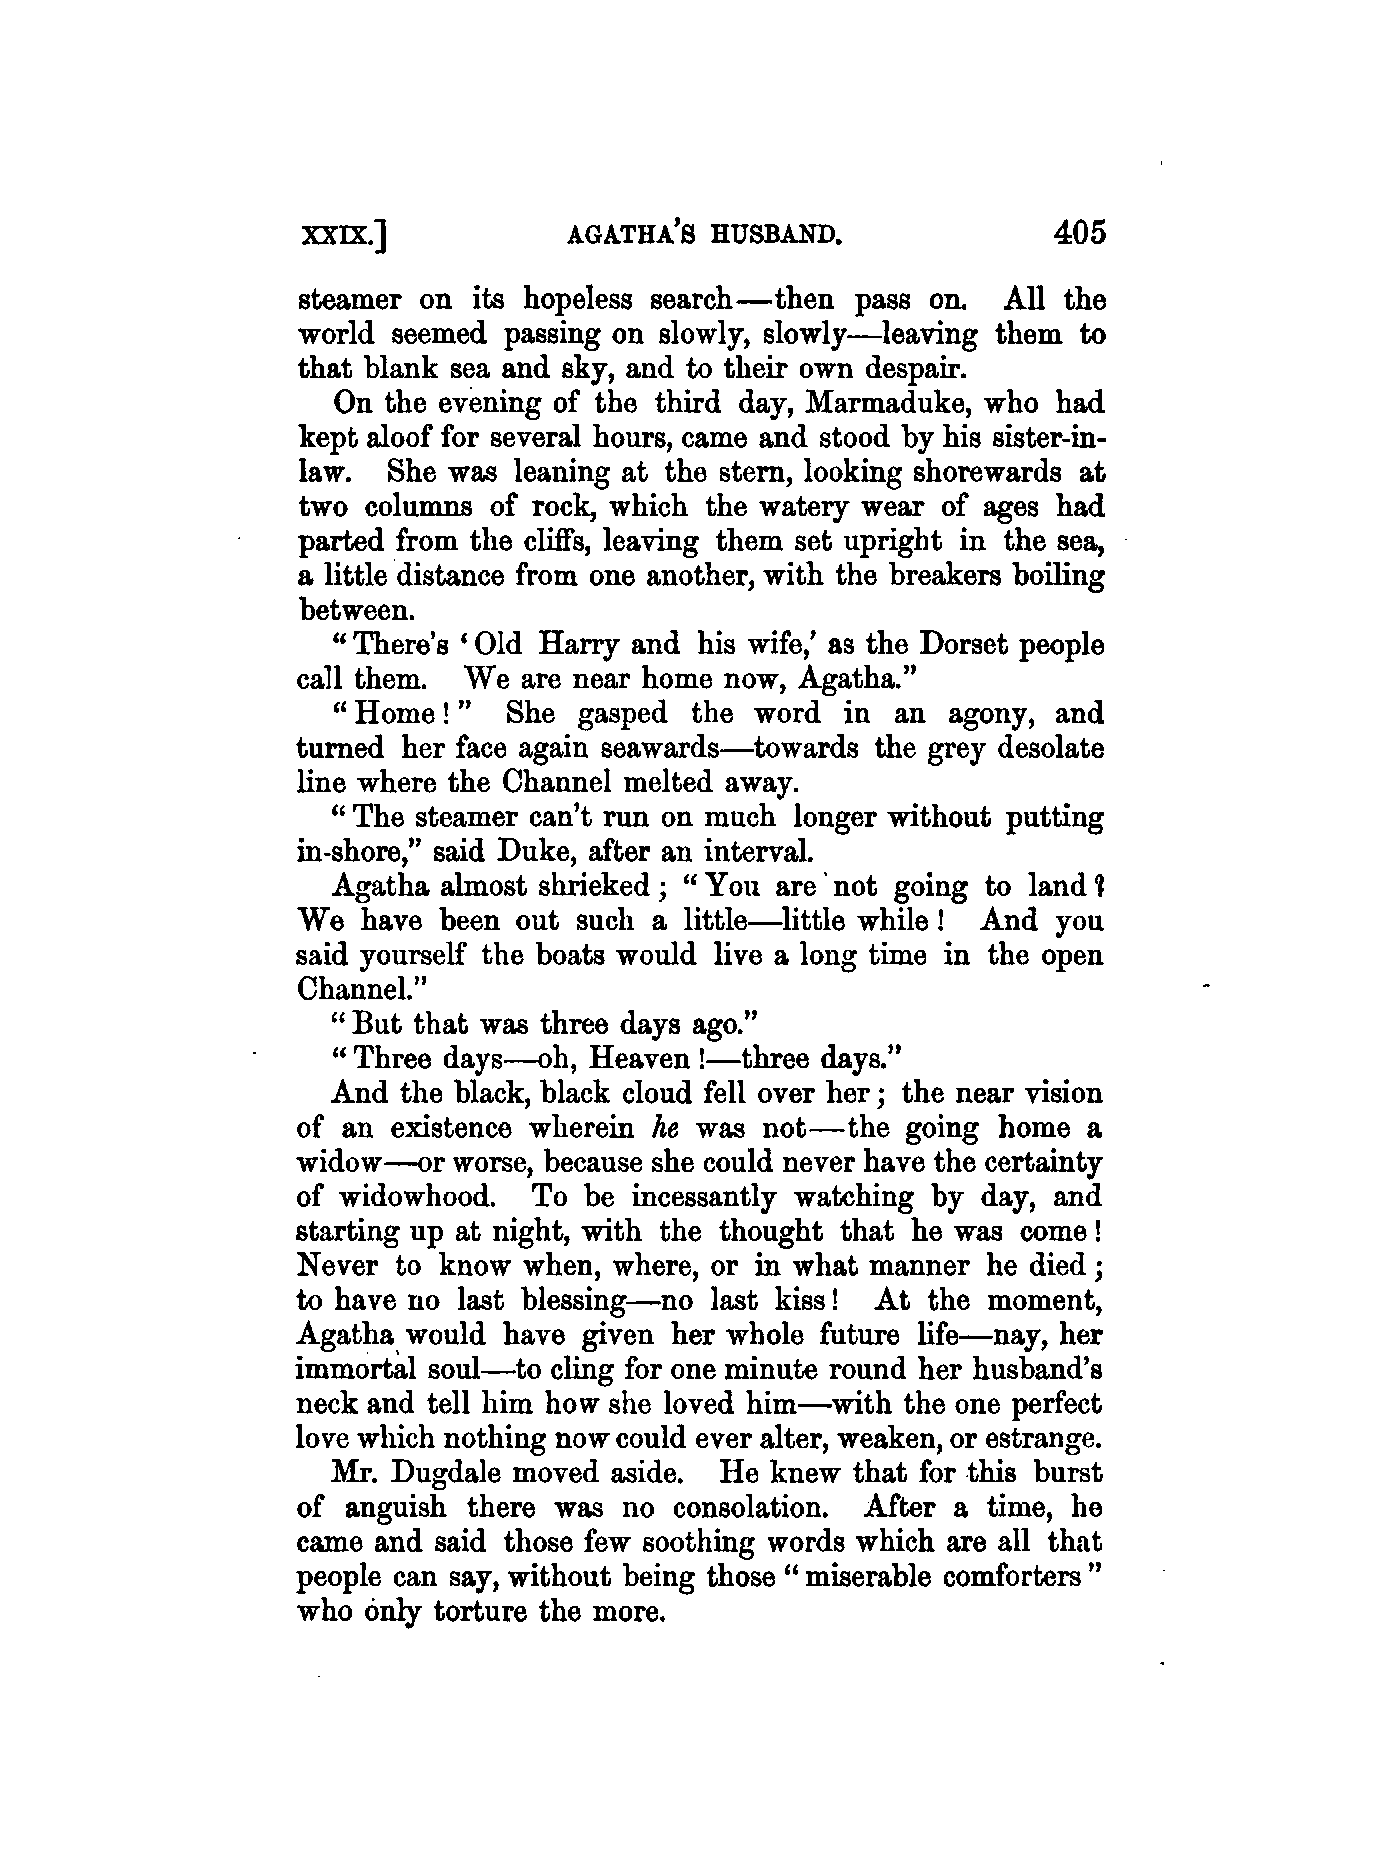 XXIX.] AGATHA'S HUSBAND. 405
steamer on its hopeless search—then pass on. All the
world seemed passing on slowly, slowly—leaving them to
that blank sea and sky, and to their own despair.
On the evening of the third day, Marmaduke, who had
kept aloof for several hours, came and stood by his sister-in-
law. She was leaning at the stern, looking shorewards at
two columns of rock, which the watery wear of ages had
parted from the cliffs, leaving them set upright in the sea,
a little distance from one another, with the breakers boiling
between.
"There's 'Old Harry and his wife,' as the Dorset people
call them. We are near home now, Agatha."
"Home!" She gasped the word in an agony, and
turned her face again seawards—towards the grey desolate
line where the Channel melted away.
"The steamer can't run on much longer without putting
in-shore," said Duke, after an interval.
Agatha almost shrieked; "You are not going to land?
We have been out such a little—little while! And you
said yourself the boats would live a long time in the open
Channel."
"But that was three days ago."
"Three days—oh, Heaven!—three days."
And the black, black cloud fell over her; the near vision
of an existence wherein he was not—the going home a
widow—or worse, because she could never have the certainty
of widowhood. To be incessantly watching by day, and
starting up at night, with the thought that he was come!
Never to know when, where, or in what manner he died;
to have no last blessing—no last kiss! At the moment,
Agatha would have given her whole future life—nay, her
immortal soul—to cling for one minute round her husband's
neck and tell him how she loved him—with the one perfect
love which nothing now could ever alter, weaken, or estrange.
Mr. Dugdale moved aside. He knew that for this burst
of anguish there was no consolation. After a time, he
came and said those few soothing words which are all that
people can say, without being those "miserable comforters"
who only torture the more.